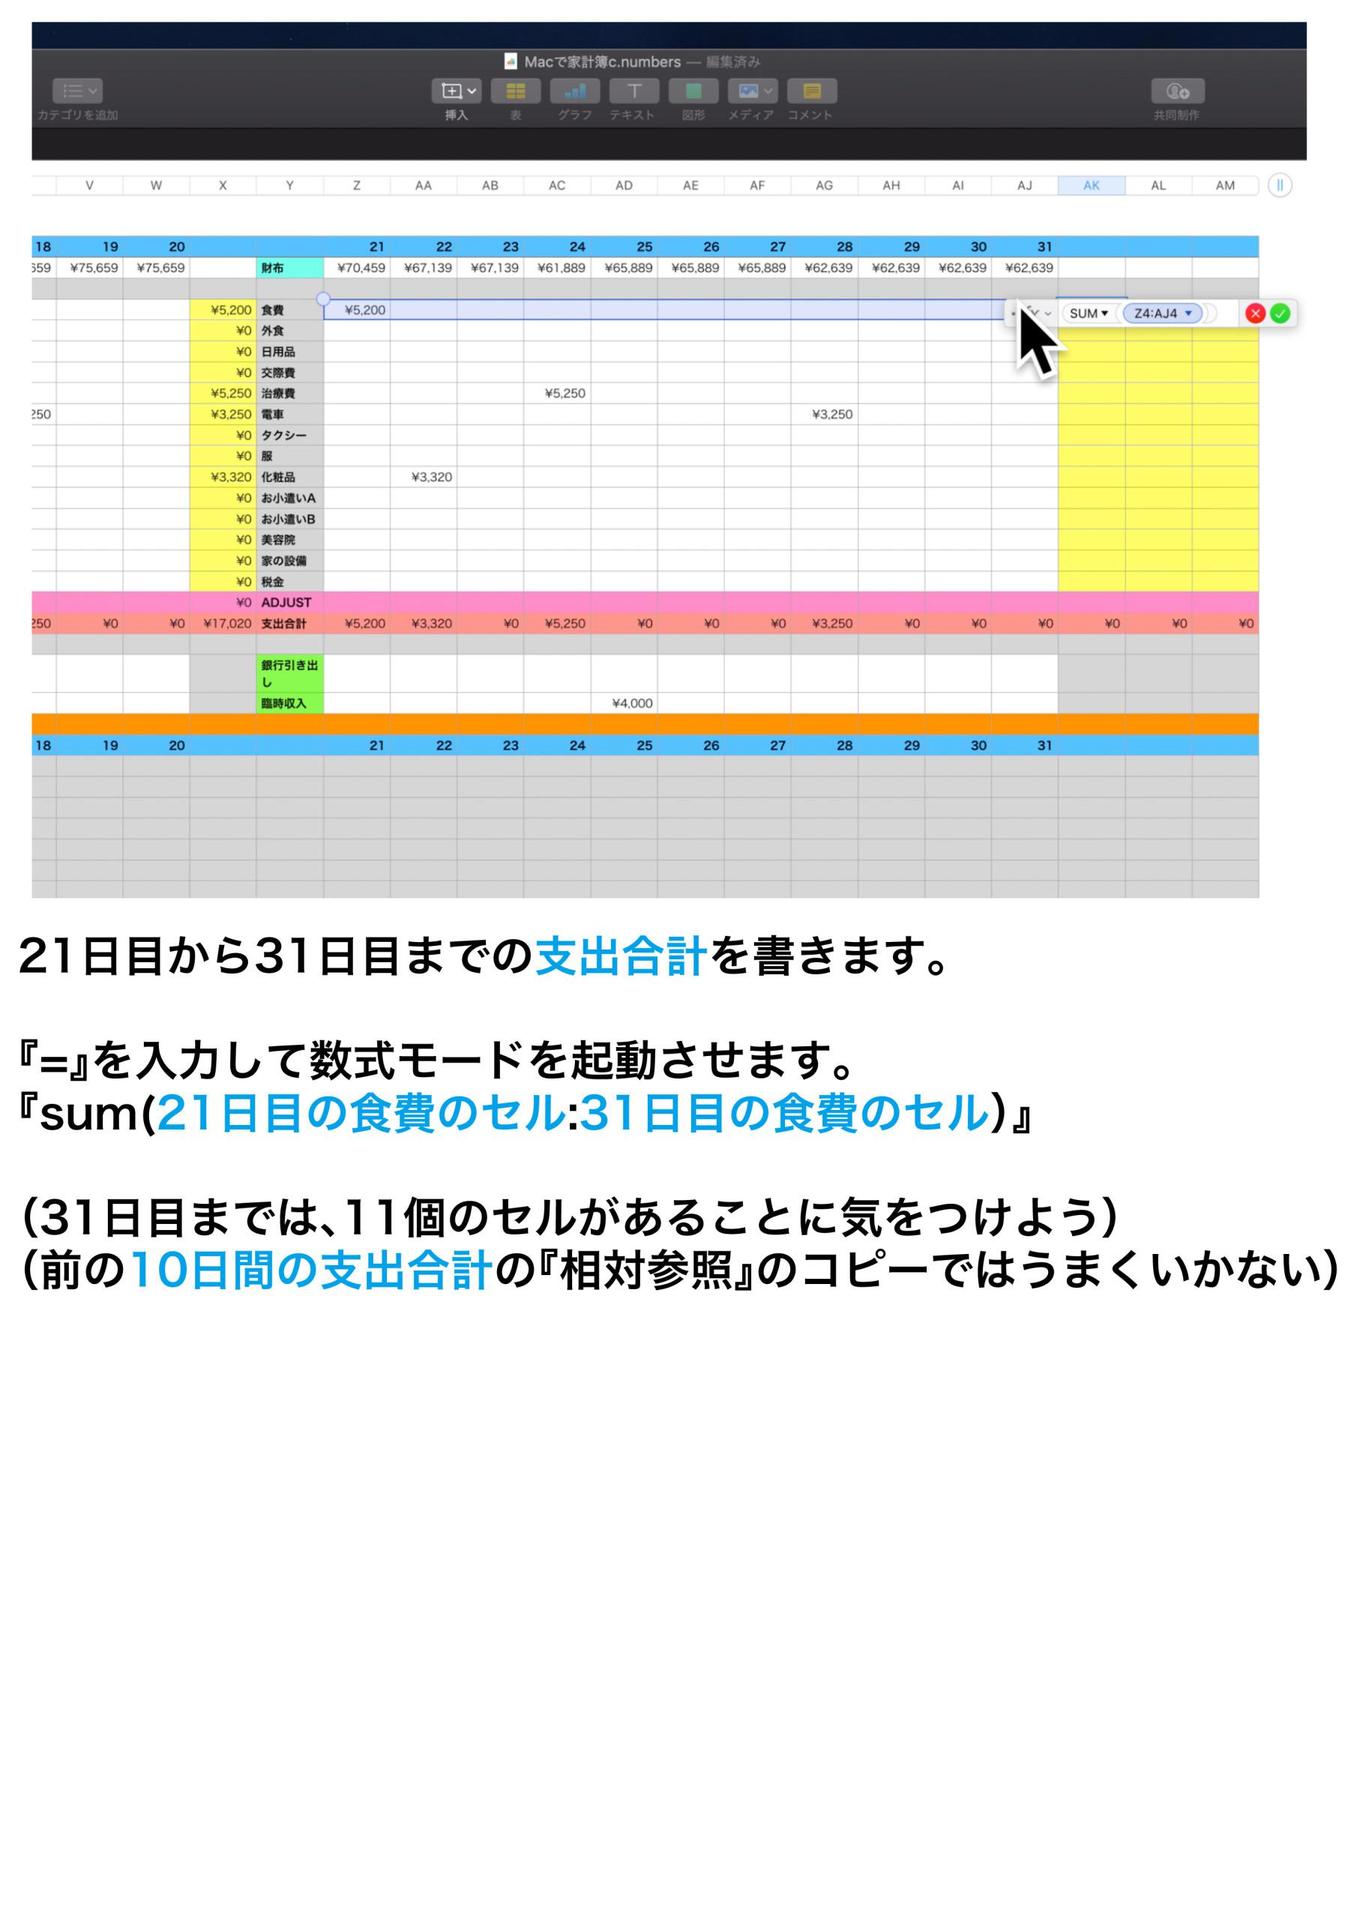 Macで家計簿c.numbers — 編集済み
カテゴリを追加 挿入 表 グラフ テキスト 図形 メディア コメント 共同制作
V W X Y Z AA AB AC AD AE AF AG AH AI AJ AK AL AM
18 19 20 21 22 23 24 25 26 27 28 29 30 31
659 ¥75,659 ¥75,659 財布 ¥70,459 ¥67,139 ¥67,139 ¥61,889 ¥65,889 ¥65,889 ¥65,889 ¥62,639 ¥62,639 ¥62,639 ¥62,639
¥5,200 食費 ¥5,200 SUM Z4:AJ4
¥0 外食
¥0 日用品
¥0 交際費
¥5,250 治療費 ¥5,250
250 ¥3,250 電車 ¥3,250
¥0 タクシー
¥0 服
¥3,320 化粧品 ¥3,320
¥0 お小遣いA
¥0 お小遣いB
¥0 美容院
¥0 家の設備
¥0 税金
¥0 ADJUST
250 ¥0 ¥0 ¥17,020 支出合計 ¥5,200 ¥3,320 ¥0 ¥5,250 ¥0 ¥0 ¥0 ¥3,250 ¥0 ¥0 ¥0 ¥0 ¥0 ¥0
銀行引き出
し
臨時収入 ¥4,000
18 19 20 21 22 23 24 25 26 27 28 29 30 31
21日目から31日目までの支出合計を書きます。
『=』を入力して数式モードを起動させます。
『sum(21日目の食費のセル:31日目の食費のセル）』
（31日目までは、11個のセルがあることに気をつけよう）
（前の10日間の支出合計の『相対参照』のコピーではうまくいかない）